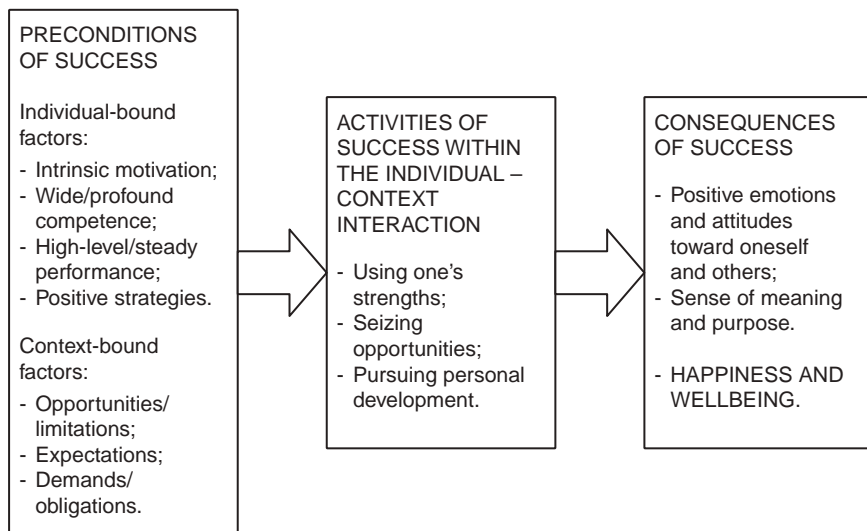 PRECONDITIONS
OF SUCCESS
Individual-bound
factors:
- Intrinsic motivation;
- Wide/profound
competence;
- High-level/steady
performance;
- Positive strategies.
Context-bound
factors:
- Opportunities/
limitations;
- Expectations;
- Demands/
obligations.
ACTIVITIES OF
SUCCESS WITHIN
THE INDIVIDUAL –
CONTEXT
INTERACTION
- Using one’s
strengths;
- Seizing
opportunities;
- Pursuing personal
development.
CONSEQUENCES
OF SUCCESS
- Positive emotions
and attitudes
toward oneself
and others;
- Sense of meaning
and purpose.
- HAPPINESS AND
WELLBEING.